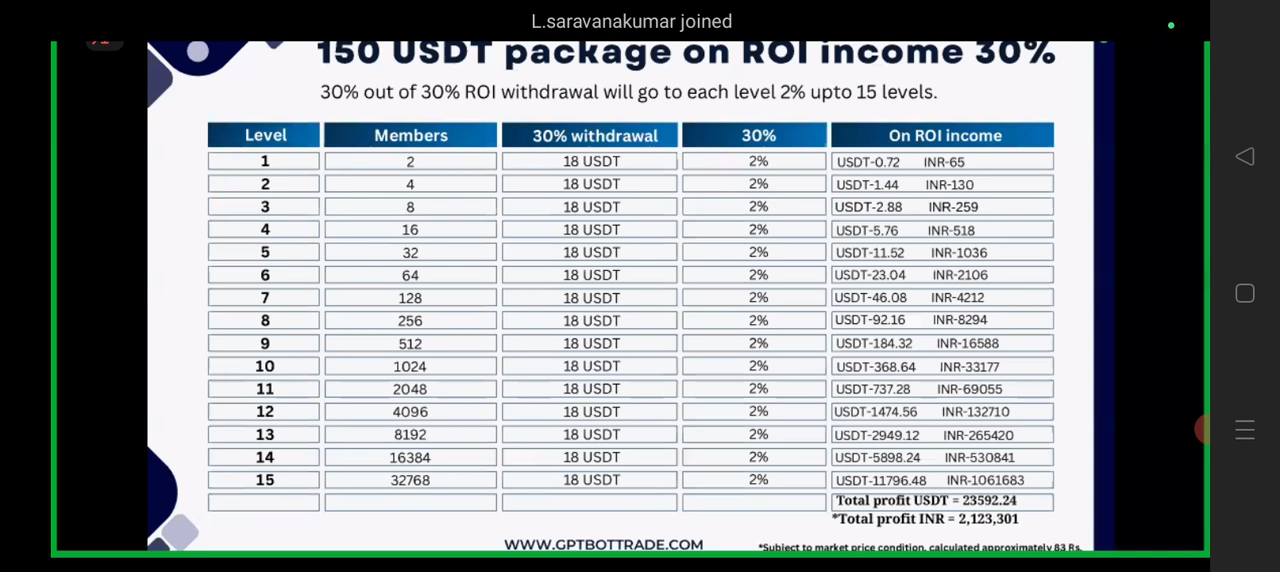 L.saravanakumar joined
150 USDT package on ROI income 30%
30% out of 30% ROI withdrawal will go to each level 2% upto 15 levels.
Level Members 30% withdrawal 30% On ROI income
1 2 18 USDT 2% USDT-0.72 INR-65
2 4 18 USDT 2% USDT-1.44 INR-130
3 8 18 USDT 2% USDT-2.88 INR-259
4 16 18 USDT 2% USDT-5.76 INR-518
5 32 18 USDT 2% USDT-11.52 INR-1036
6 64 18 USDT 2% USDT-23.04 INR-2106
7 128 18 USDT 2% USDT-46.08 INR-4212
8 256 18 USDT 2% USDT-92.16 INR-8294
9 512 18 USDT 2% USDT-184.32 INR-16588
10 1024 18 USDT 2% USDT-368.64 INR-33177
11 2048 18 USDT 2% USDT-737.28 INR-69055
12 4096 18 USDT 2% USDT-1474.56 INR-132710
13 8192 18 USDT 2% USDT-2949.12 INR-265420
14 16384 18 USDT 2% USDT-5898.24 INR-530841
15 32768 18 USDT 2% USDT-11796.48 INR-1061683
Total profit USDT = 23592.24
*Total profit INR = 2,123,301
WWW.GPTBOTTRADE.COM
*Subject to market price condition, calculated approximately 83 Rs.